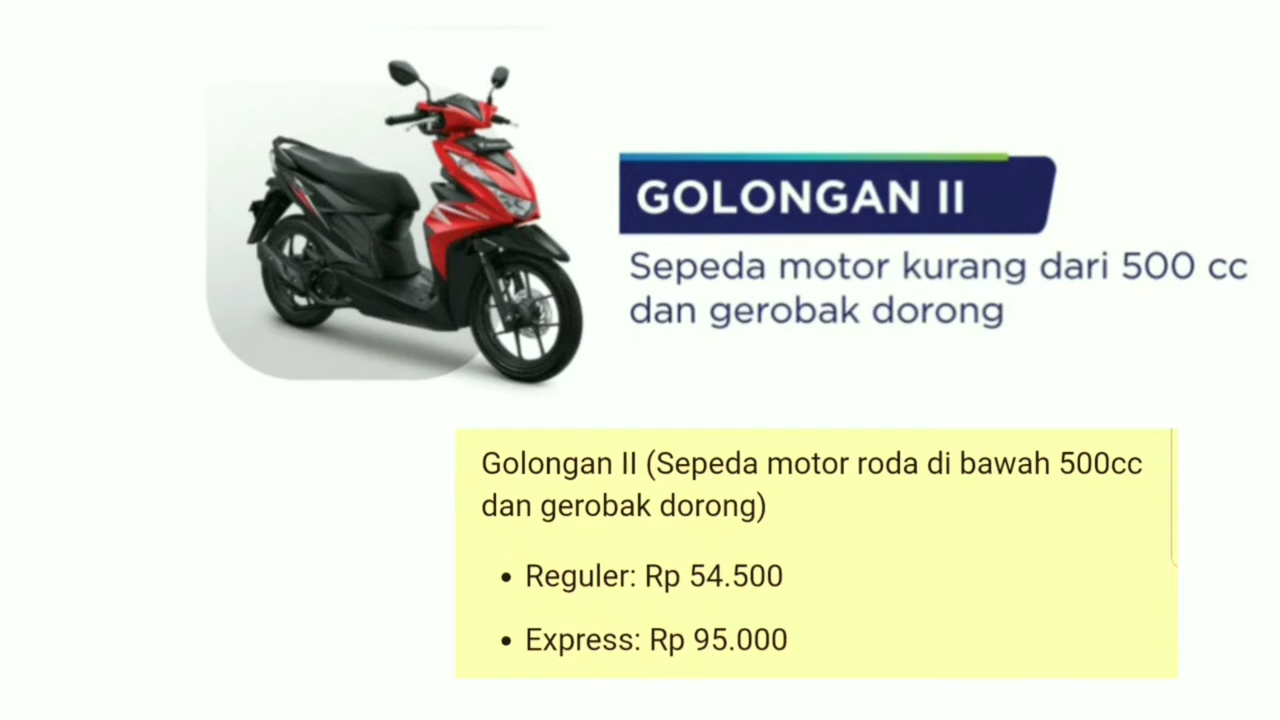 GOLONGAN II
Sepeda motor kurang dari 500 cc
dan gerobak dorong
Golongan II (Sepeda motor roda di bawah 500cc
dan gerobak dorong)
• Reguler: Rp 54.500
• Express: Rp 95.000